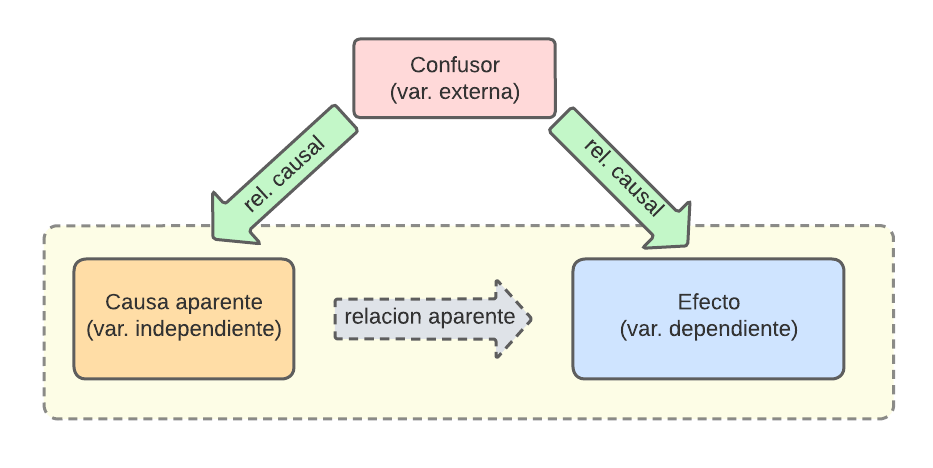 Confusor
(var. externa)
rel. causal
rel. causal
Causa aparente
(var. independiente)
relacion aparente
Efecto
(var. dependiente)